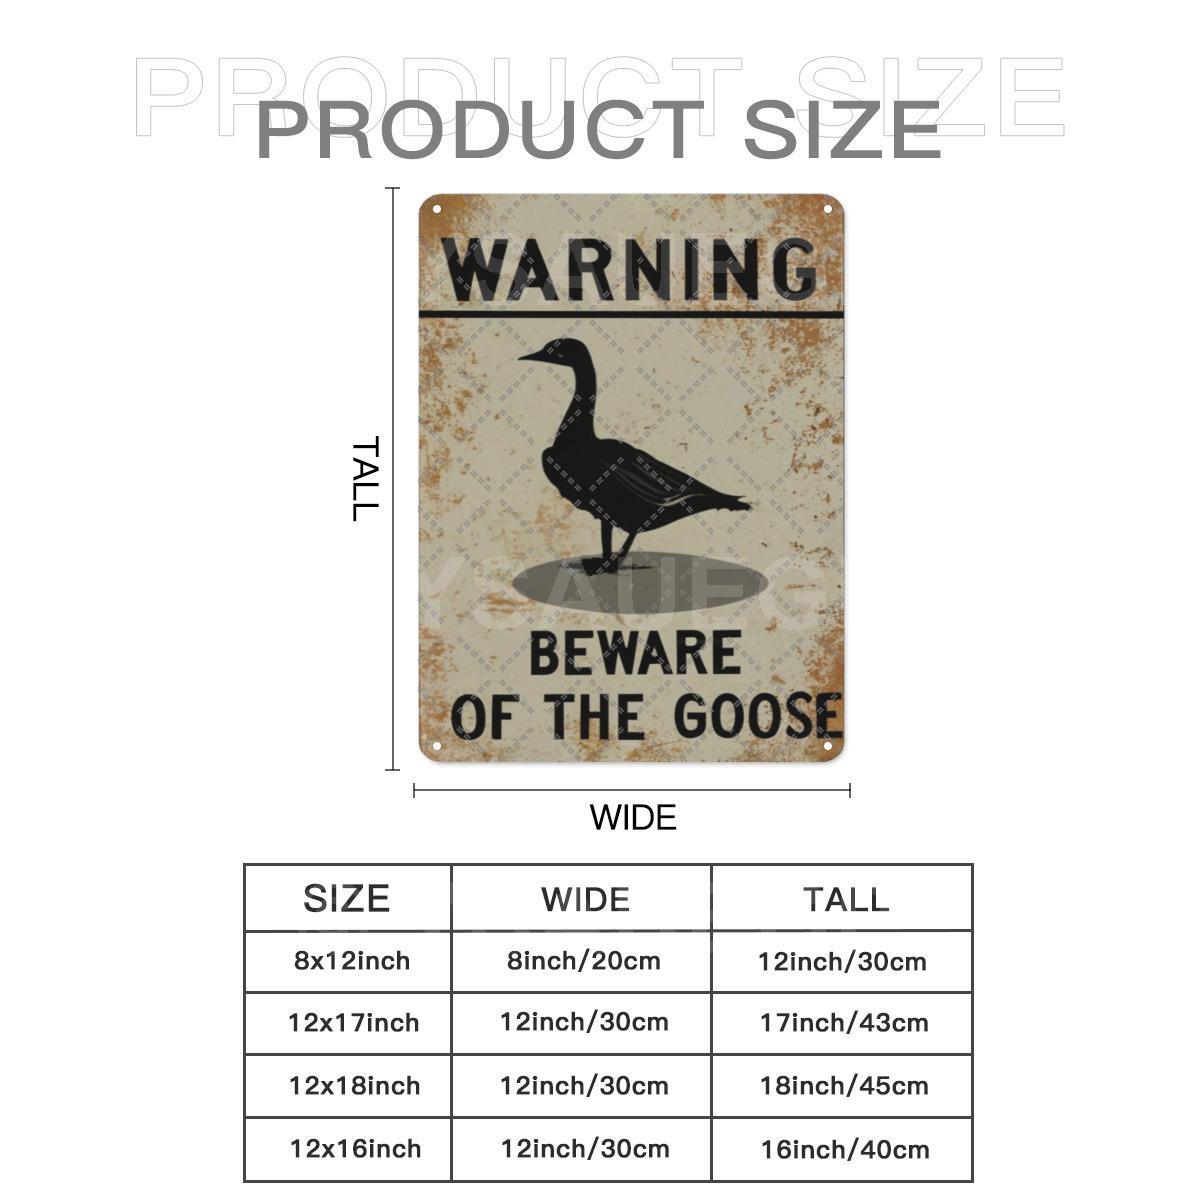 PRODUCT SIZE
PRODUCT SIZE
WARNING
TALL
YSAUEG
BEWARE
OF THE GOOSE
WIDE
SIZE WIDE TALL
8x12inch 8inch/20cm 12inch/30cm
12x17inch 12inch/30cm 17inch/43cm
12x18inch 12inch/30cm 18inch/45cm
12x16inch 12inch/30cm 16inch/40cm